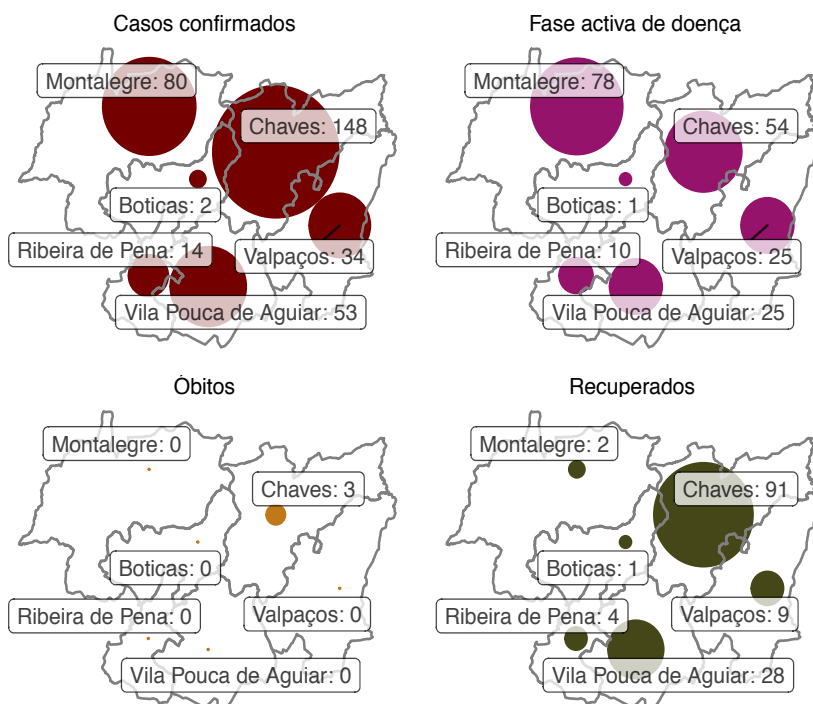 Casos confirmados
Montalegre: 80
Chaves: 148
Boticas: 2
Ribeira de Pena: 14
Valpaços: 34
Vila Pouca de Aguiar: 53
Fase activa de doença
Montalegre: 78
Chaves: 54
Boticas: 1
Ribeira de Pena: 10
Valpaços: 25
Vila Pouca de Aguiar: 25
Óbitos
Montalegre: 0
Chaves: 3
Boticas: 0
Ribeira de Pena: 0
Valpaços: 0
Vila Pouca de Aguiar: 0
Recuperados
Montalegre: 2
Chaves: 91
Boticas: 1
Ribeira de Pena: 4
Valpaços: 9
Vila Pouca de Aguiar: 28